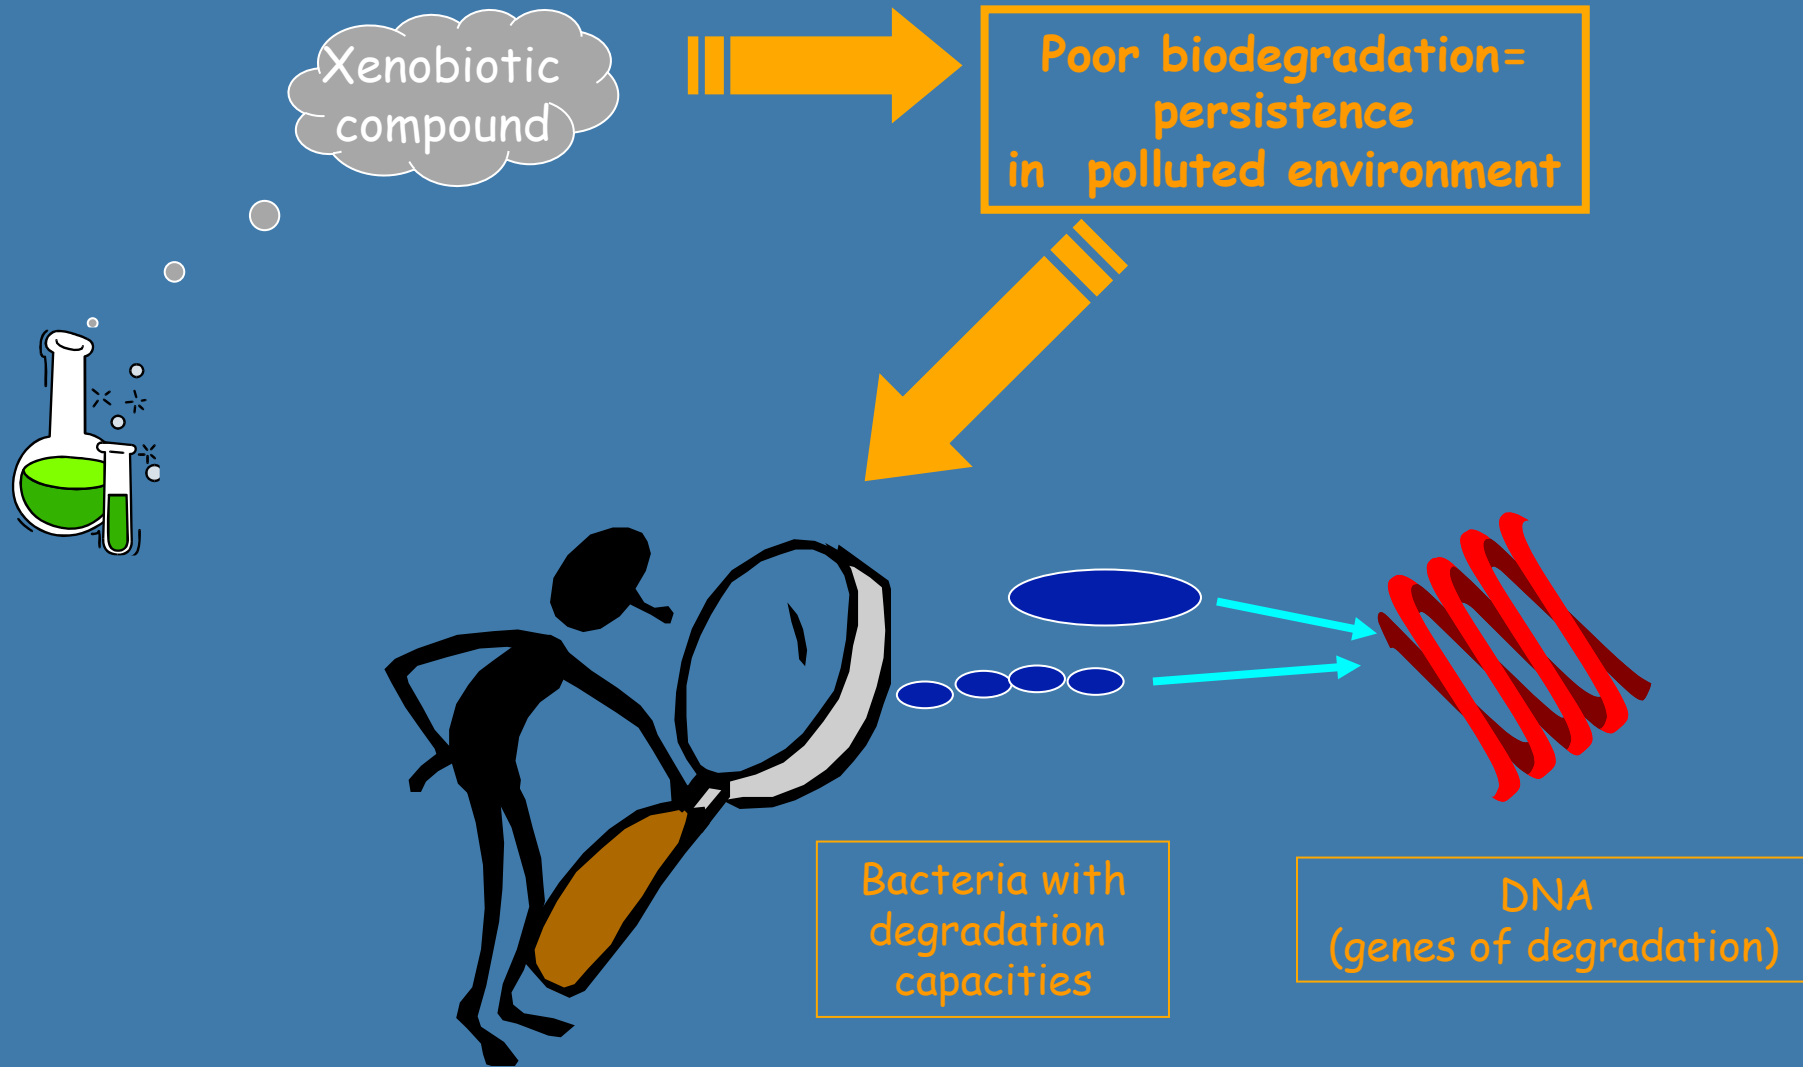 Xenobiotic
compound
Poor biodegradation=
persistence
in polluted environment
Bacteria with
degradation
capacities
DNA
(genes of degradation)